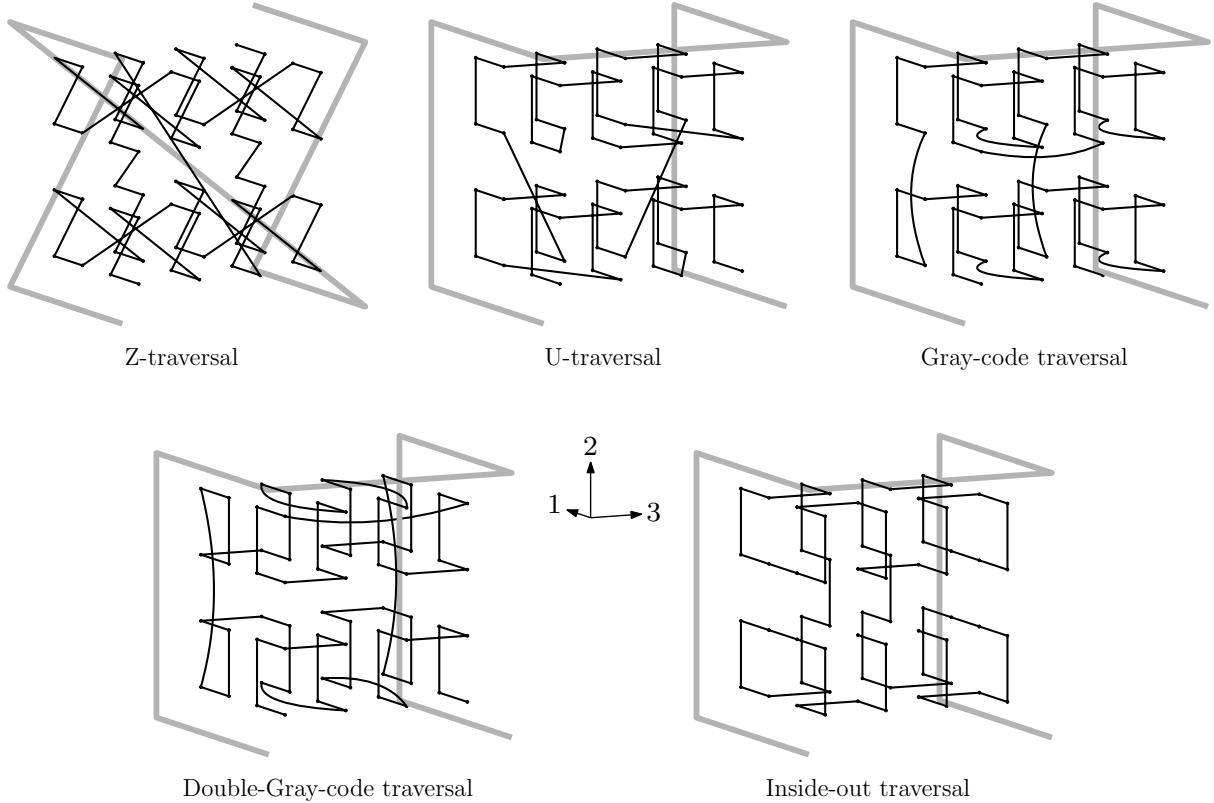 Z-traversal
U-traversal
Gray-code traversal
2
1
3
Double-Gray-code traversal
Inside-out traversal